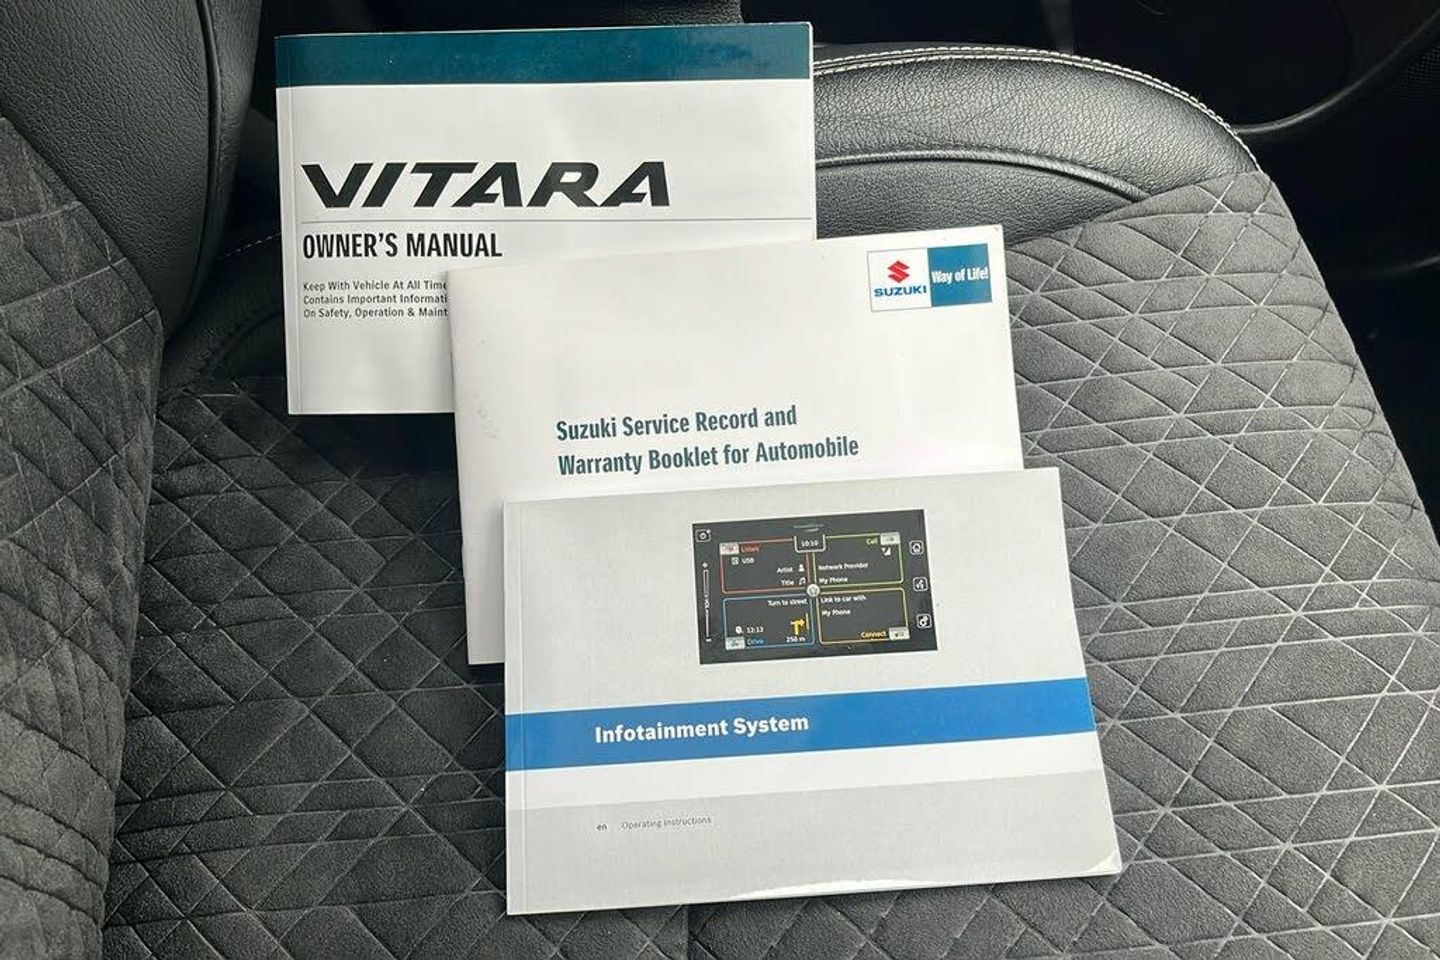 VITARA
OWNER'S MANUAL
Keep With Vehicle At All Time
Contains Important Informati
On Safety, Operation & Maint
SUZUKI
Way of Life!
Suzuki Service Record and
Warranty Booklet for Automobile
Listen
10:10
Call
USB
Artist
Title
Network Provider
My Phone
Turn to street
12:12
Drive
250 m
Link to car with
My Phone
Connect
Infotainment System
en Operating Instructions